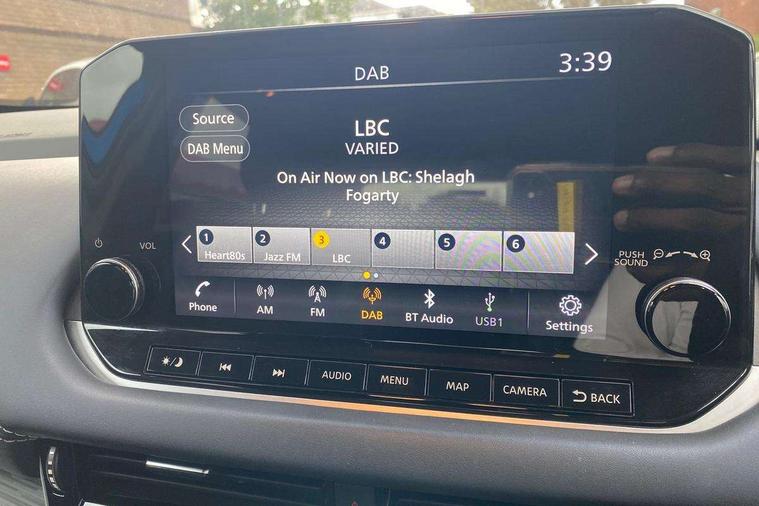 DAB
3:39
Source
DAB Menu
LBC
VARIED
On Air Now on LBC: Shelagh
Fogarty
1 2 3 4 5 6
Heart80s Jazz FM LBC
VOL
PUSH
SOUND
Phone AM FM DAB BT Audio USB1 Settings
AUDIO MENU MAP CAMERA BACK